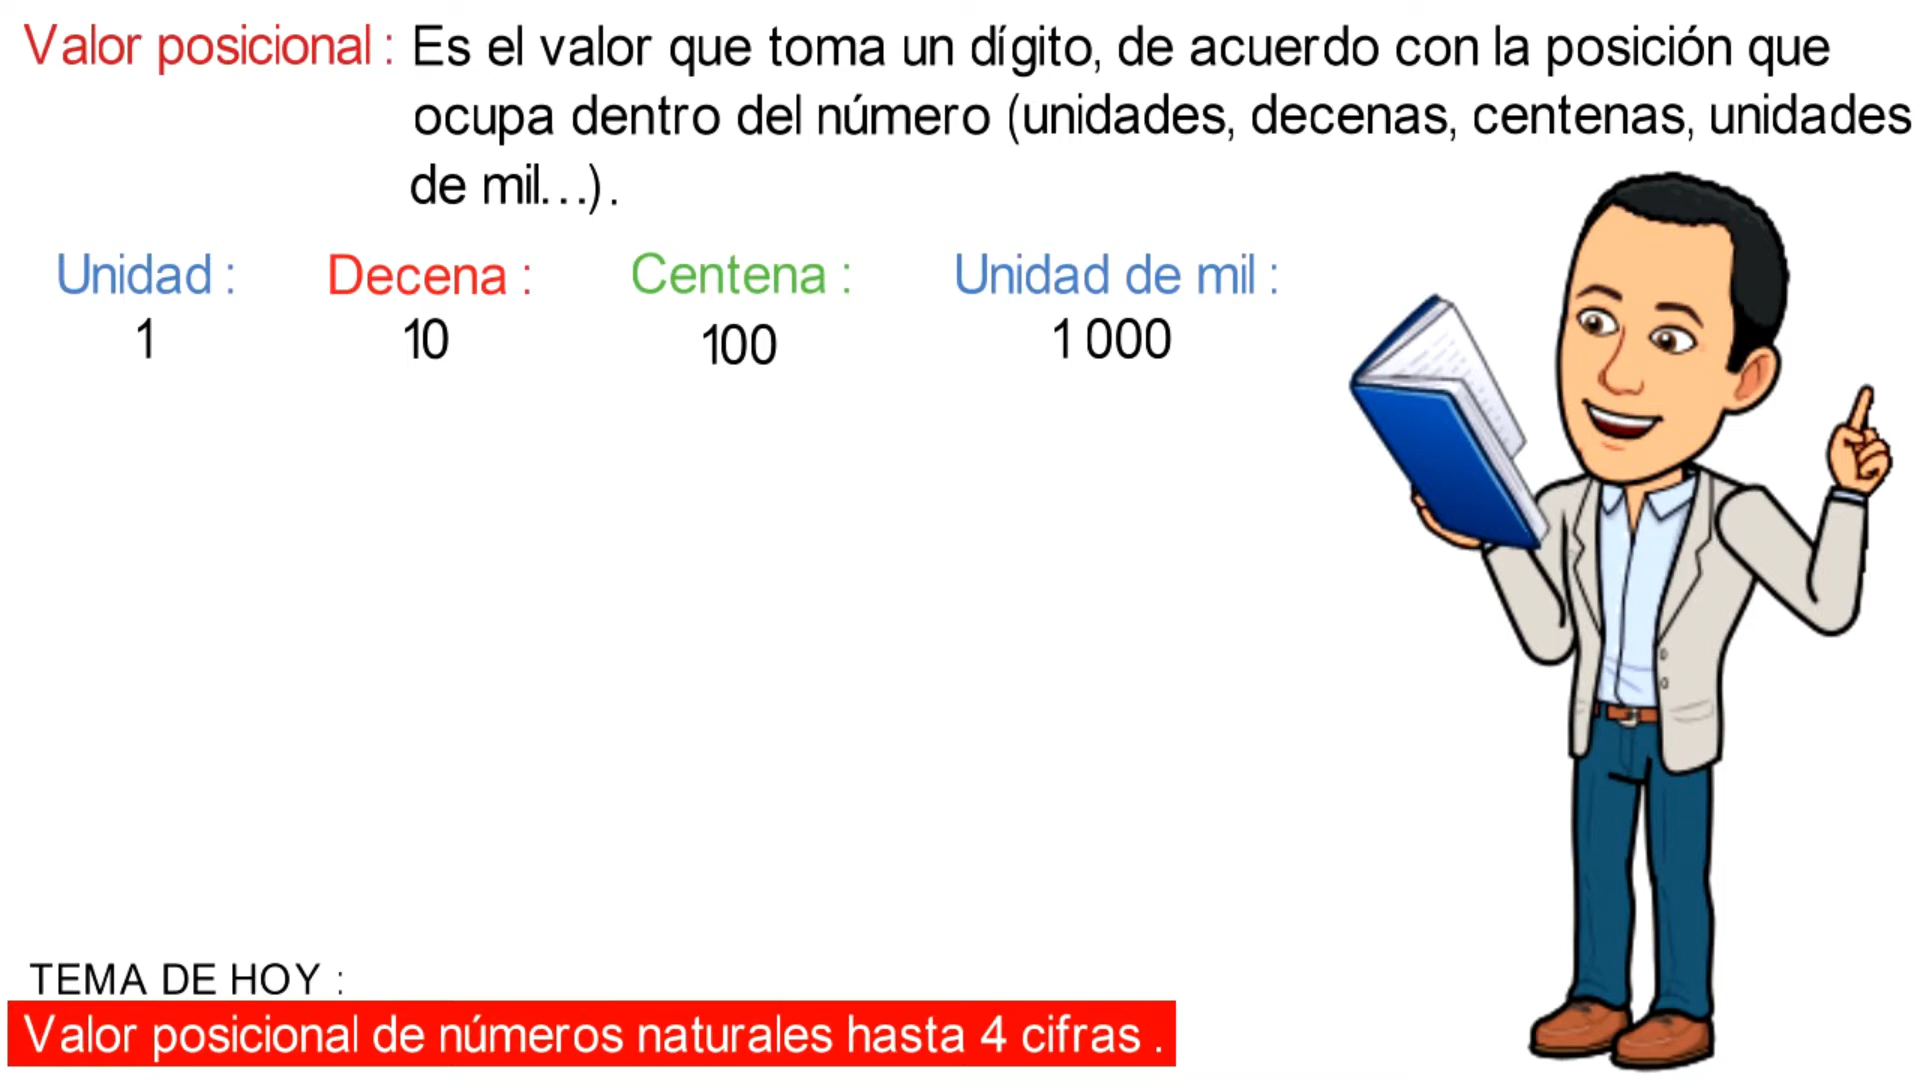 Valor posicional : Es el valor que toma un dígito, de acuerdo con la posición que
ocupa dentro del número (unidades, decenas, centenas, unidades
de mil...).
Unidad : Decena : Centena : Unidad de mil :
1 10 100 1 000
TEMA DE HOY :
Valor posicional de números naturales hasta 4 cifras .